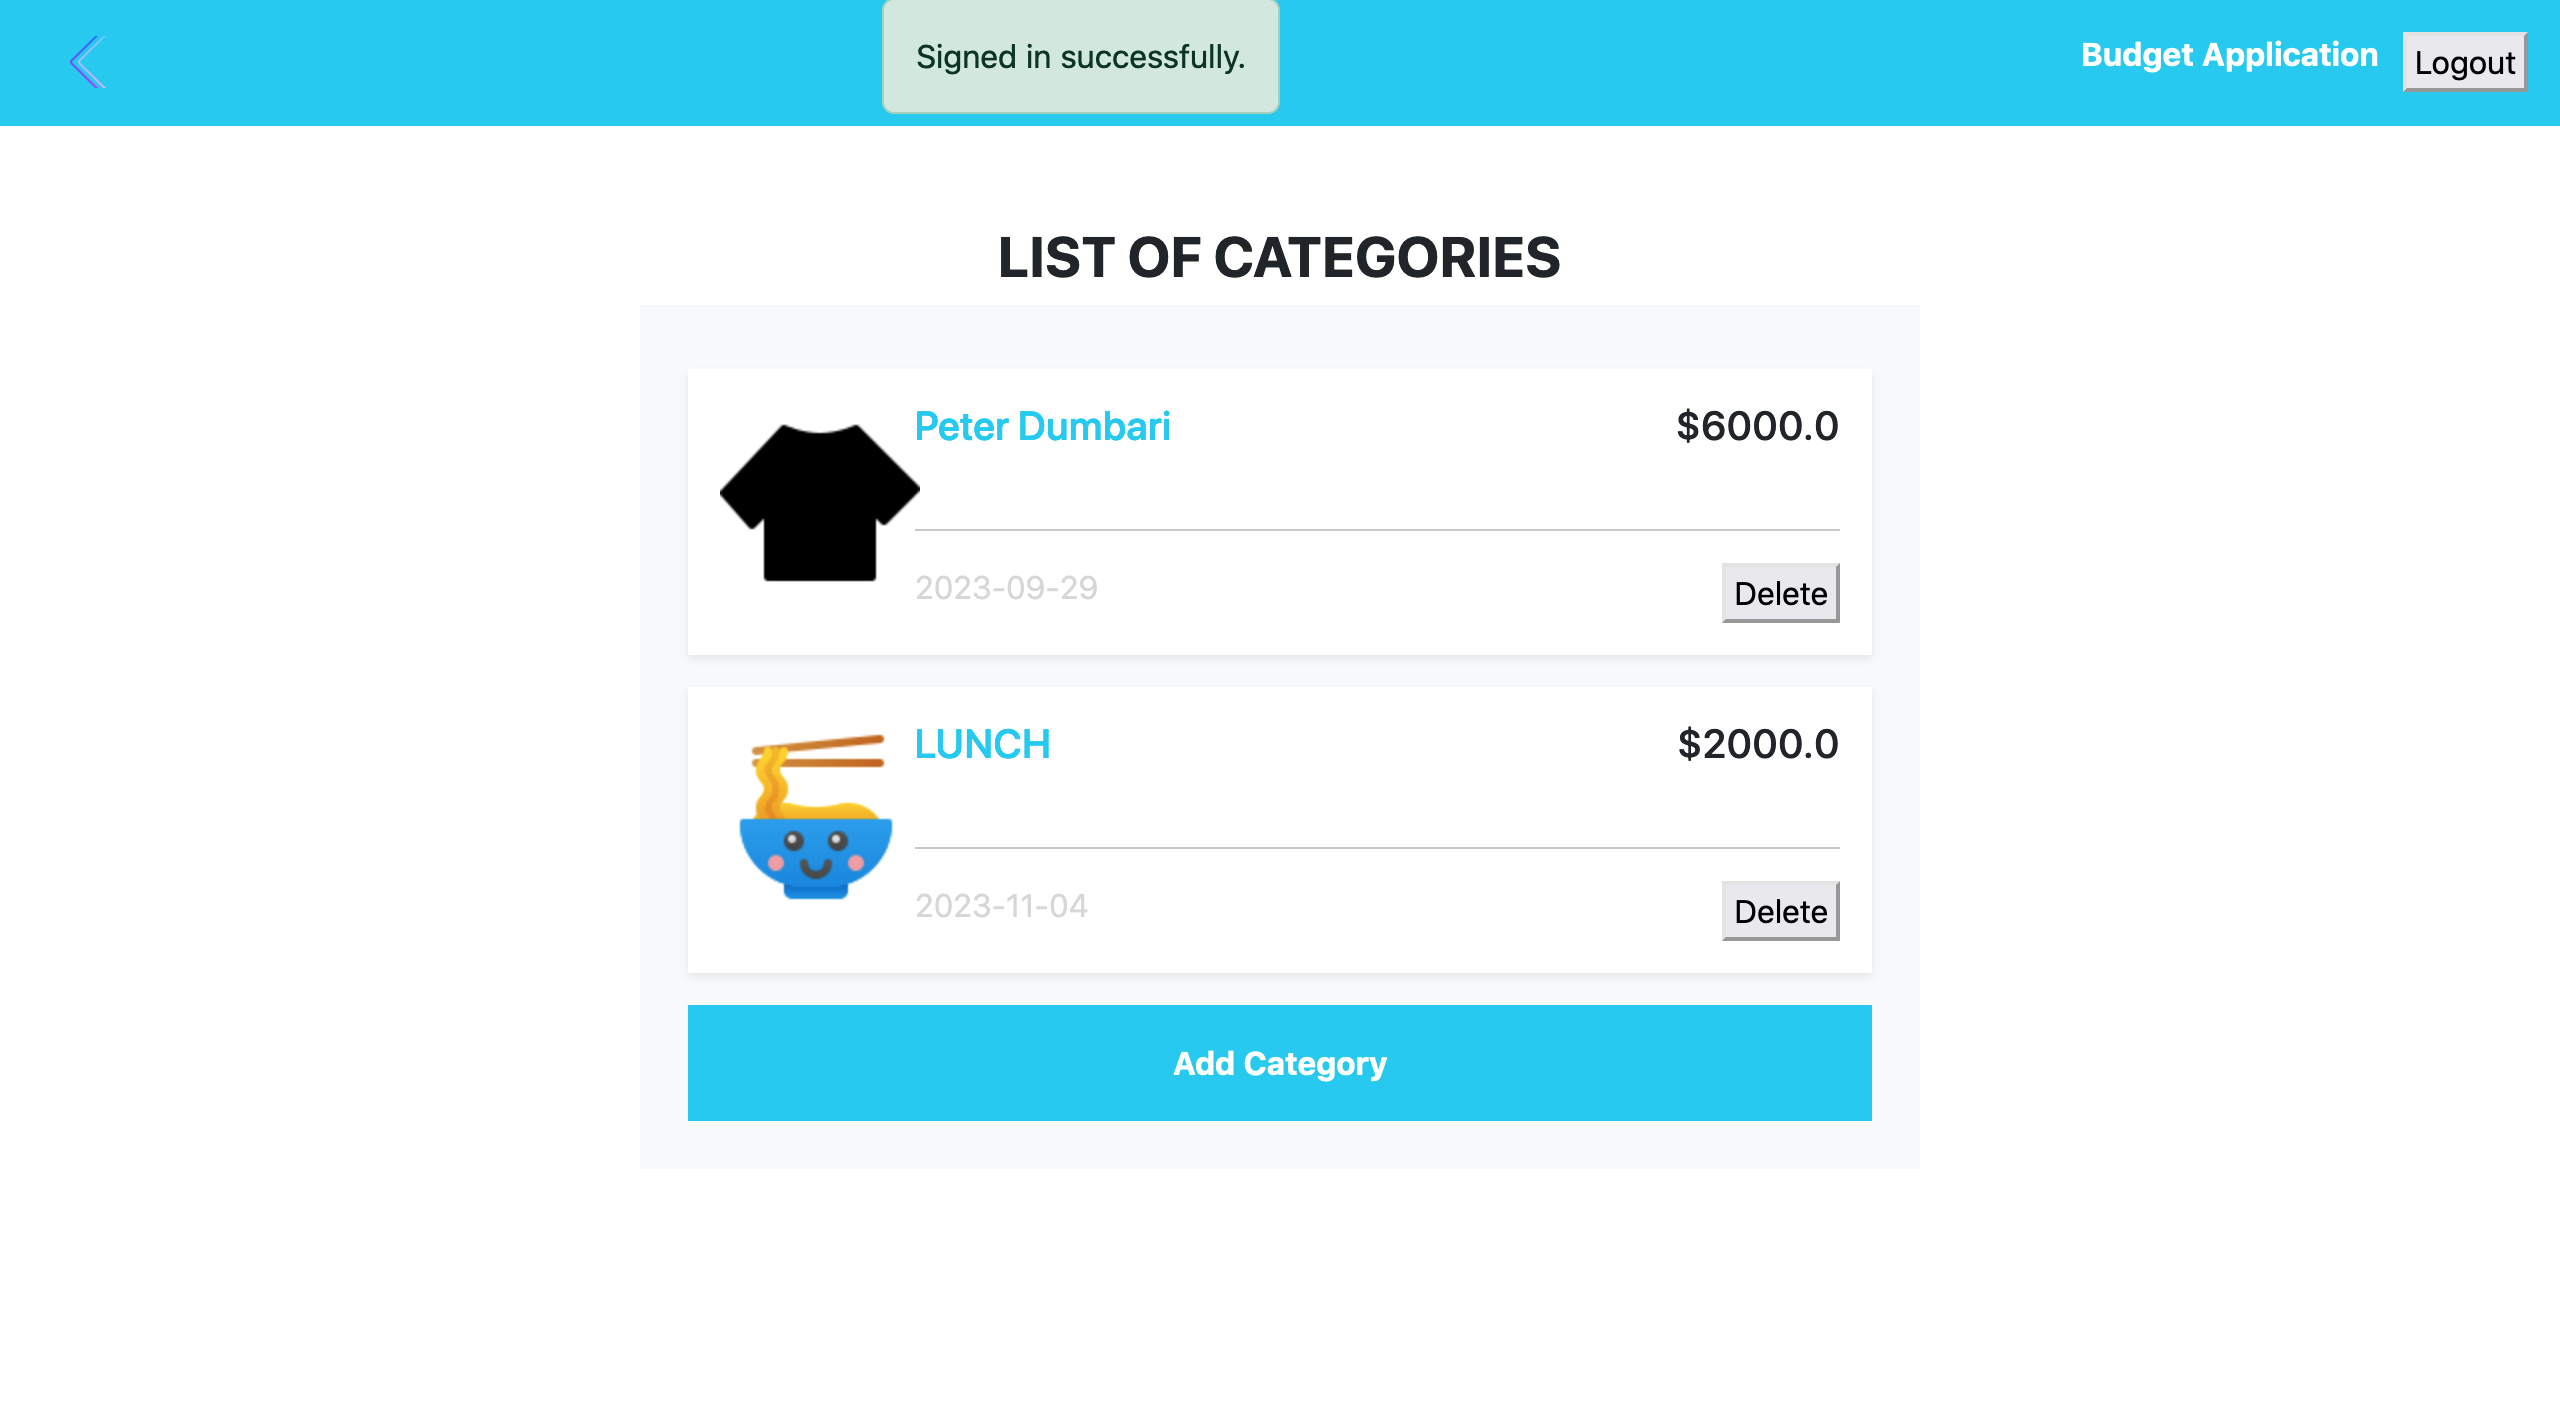 Signed in successfully.
Budget Application
Logout
LIST OF CATEGORIES
Peter Dumbari
$6000.0
2023-09-29
Delete
LUNCH
$2000.0
2023-11-04
Delete
Add Category